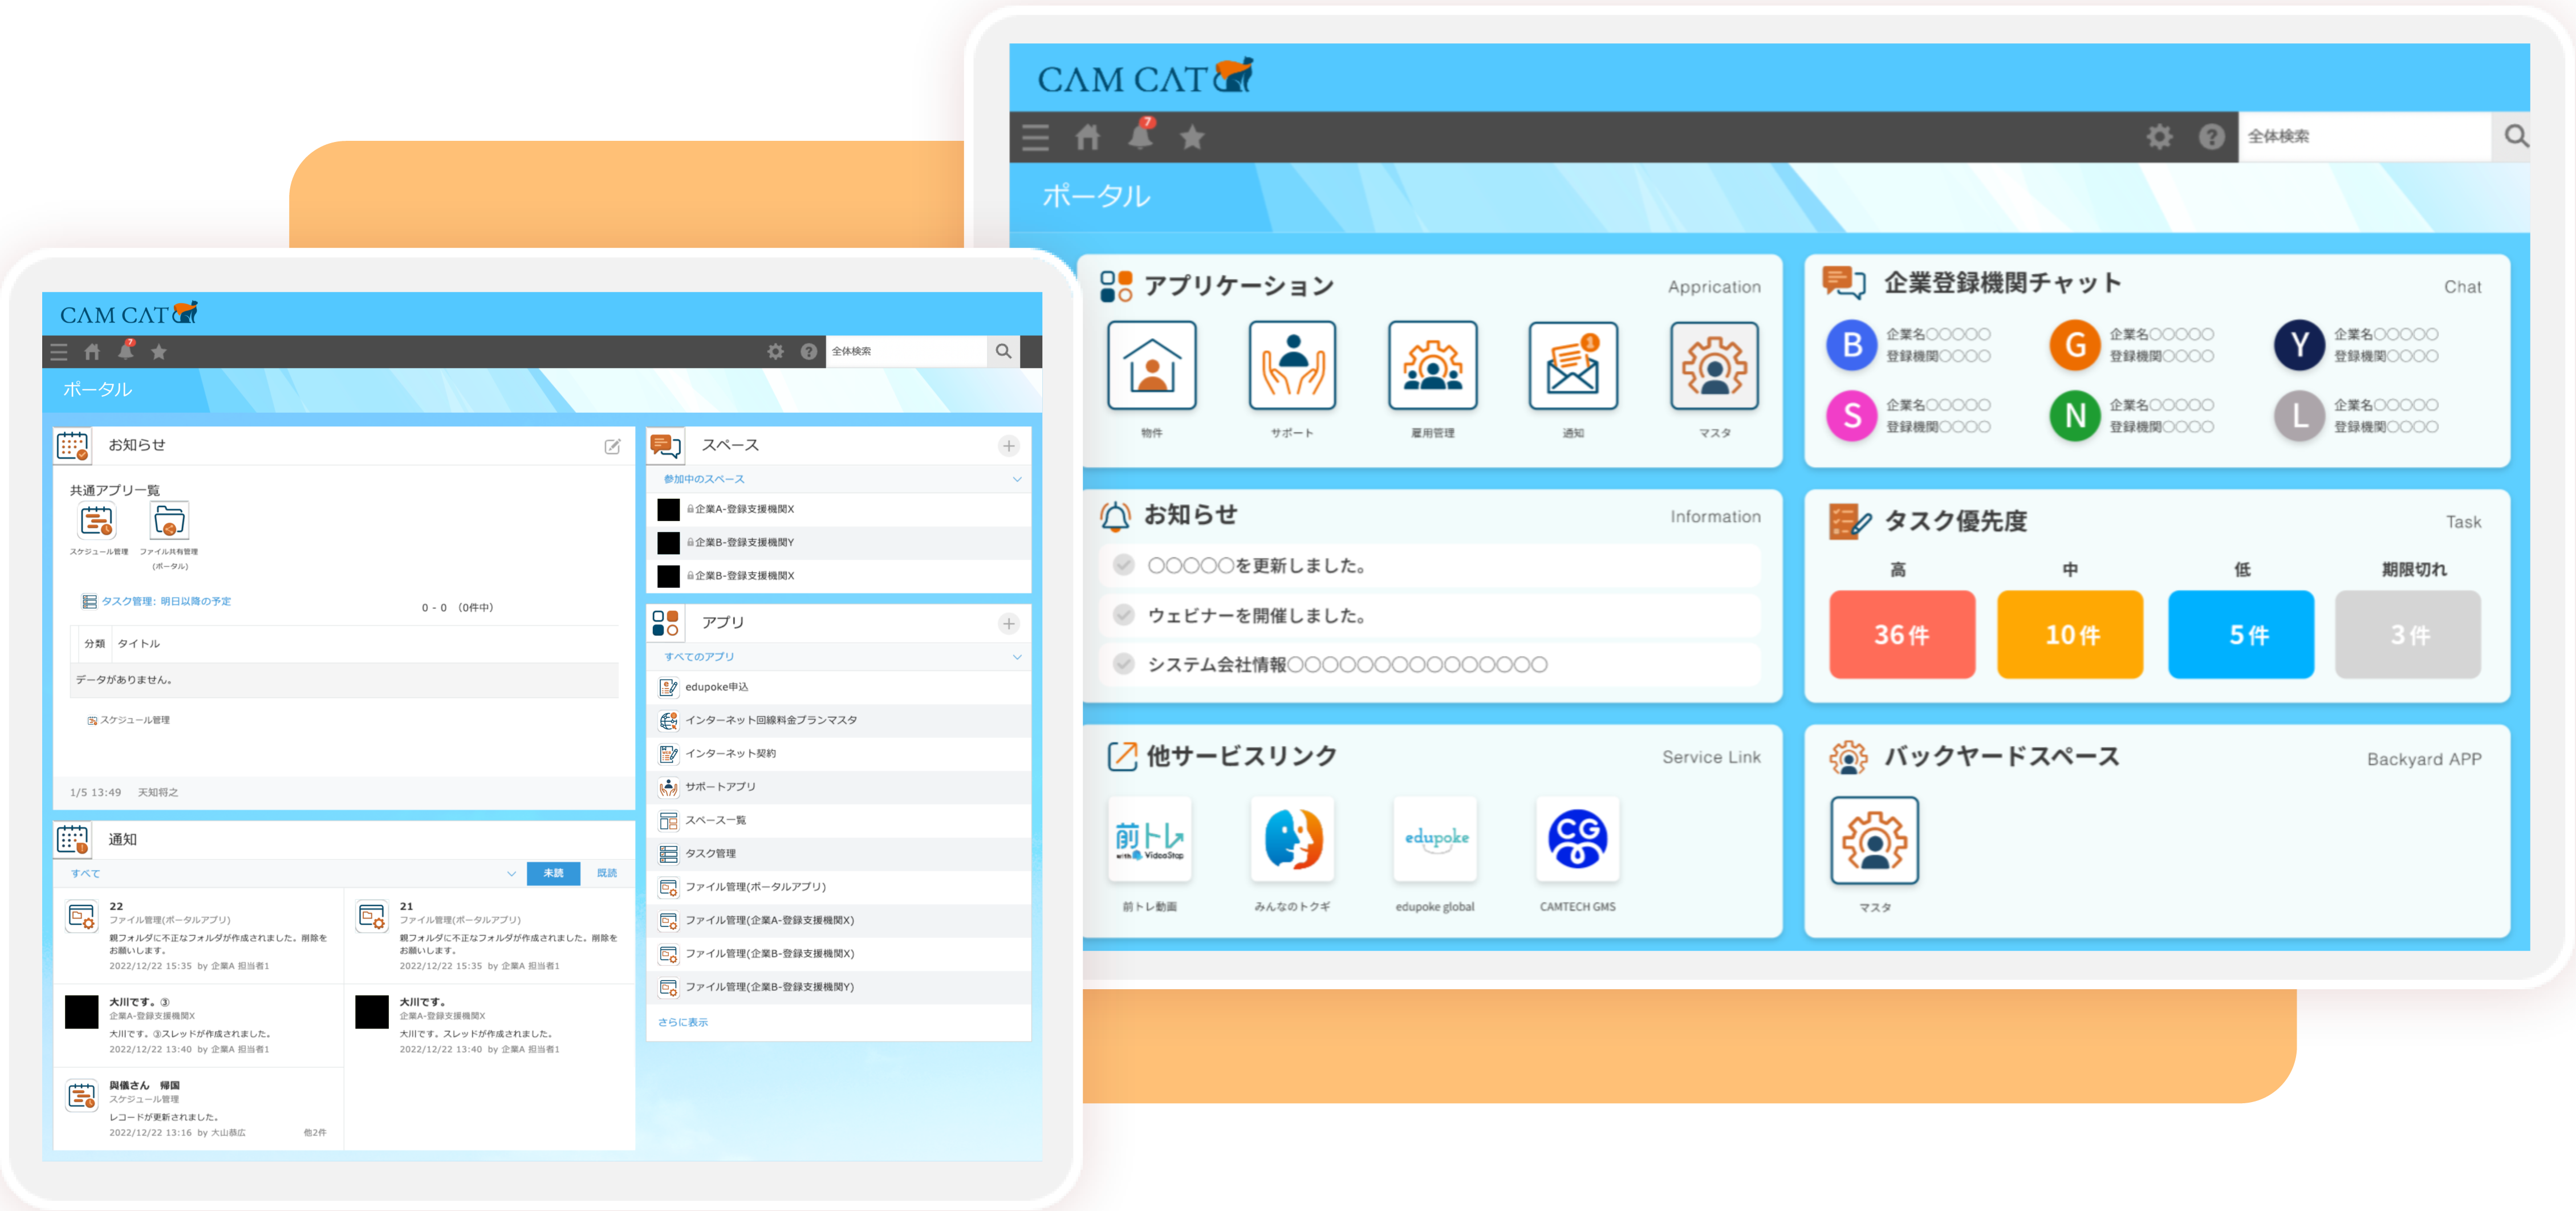 CAM CAT
7
全体検索
ポータル
お知らせ
共通アプリ一覧
スケジュール管理
ファイル共有管理
(ポータル)
タスク管理: 明日以降の予定
0 - 0 (0件中)
分類 タイトル
データがありません。
スケジュール管理
1/5 13:49 天知将之
通知
すべて
未読
既読
22
ファイル管理(ポータルアプリ)
親フォルダに不正なフォルダが作成されました。削除を
お願いします。
2022/12/22 15:35 by 企業A 担当者1
21
ファイル管理(ポータルアプリ)
親フォルダに不正なフォルダが作成されました。削除を
お願いします。
2022/12/22 15:35 by 企業A 担当者1
大川です。③
企業A-登録支援機関X
大川です。③スレッドが作成されました。
2022/12/22 13:40 by 企業A 担当者1
大川です。
企業A-登録支援機関X
大川です。スレッドが作成されました。
2022/12/22 13:40 by 企業A 担当者1
與儀さん 帰国
スケジュール管理
レコードが更新されました。
2022/12/22 13:16 by 大山恭広
他2件
スペース
参加中のスペース
企業A-登録支援機関X
企業B-登録支援機関Y
企業B-登録支援機関X
アプリ
すべてのアプリ
edupoke申込
インターネット回線料金プランマスタ
インターネット契約
サポートアプリ
スペース一覧
タスク管理
ファイル管理(ポータルアプリ)
ファイル管理(企業A-登録支援機関X)
ファイル管理(企業B-登録支援機関X)
ファイル管理(企業B-登録支援機関Y)
さらに表示
CAM CAT
7
全体検索
ポータル
アプリケーション
Apprication
1
物件
サポート
雇用管理
通知
マスタ
企業登録機関チャット
Chat
B
企業名○○○○○
登録機関○○○○
G
企業名○○○○○
登録機関○○○○
Y
企業名○○○○○
登録機関○○○○
S
企業名○○○○○
登録機関○○○○
N
企業名○○○○○
登録機関○○○○
L
企業名○○○○○
登録機関○○○○
お知らせ
Information
○○○○○を更新しました。
ウェビナーを開催しました。
システム会社情報○○○○○○○○○○○○○○○
タスク優先度
Task
高 中 低 期限切れ
36件 10件 5件 3件
他サービスリンク
Service Link
前トレ
with VideoStep
edupoke
CG
前トレ動画
みんなのトクギ
edupoke global
CAMTECH GMS
バックヤードスペース
Backyard APP
マスタ